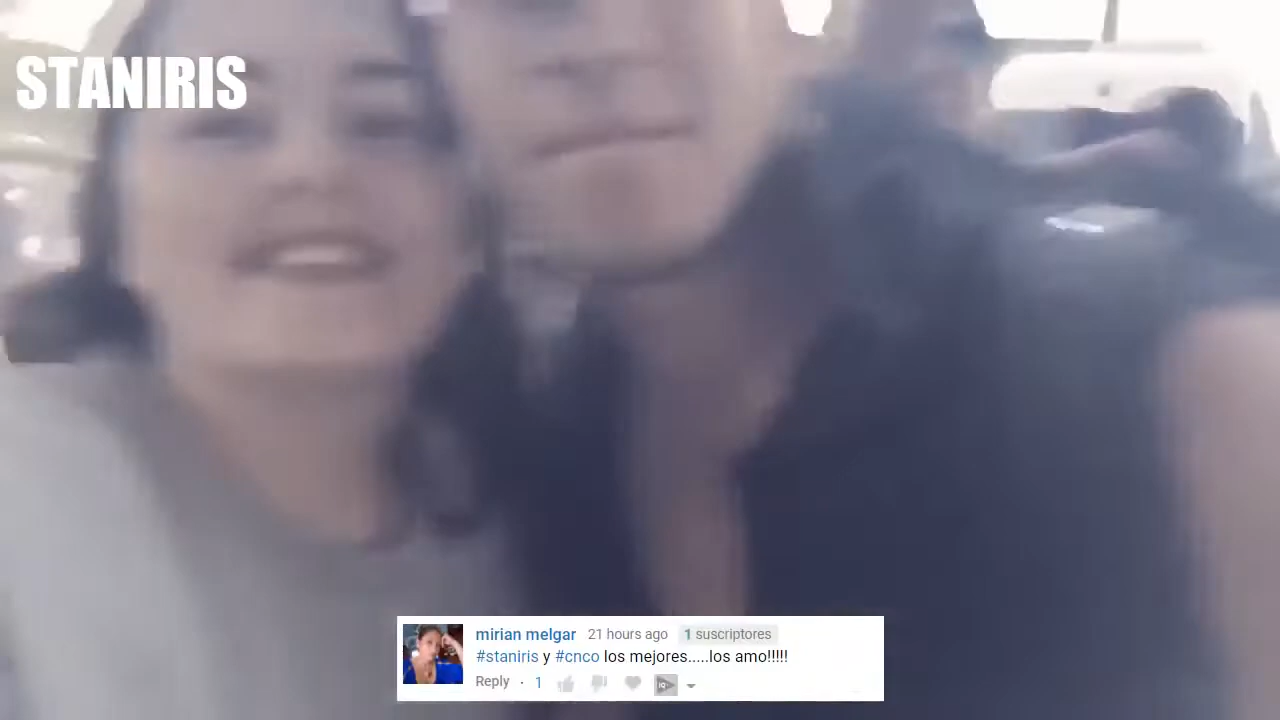 STANIRIS
mirian melgar 21 hours ago 1 suscriptores
#staniris y #cnco los mejores.....los amo!!!!!
Reply · 1